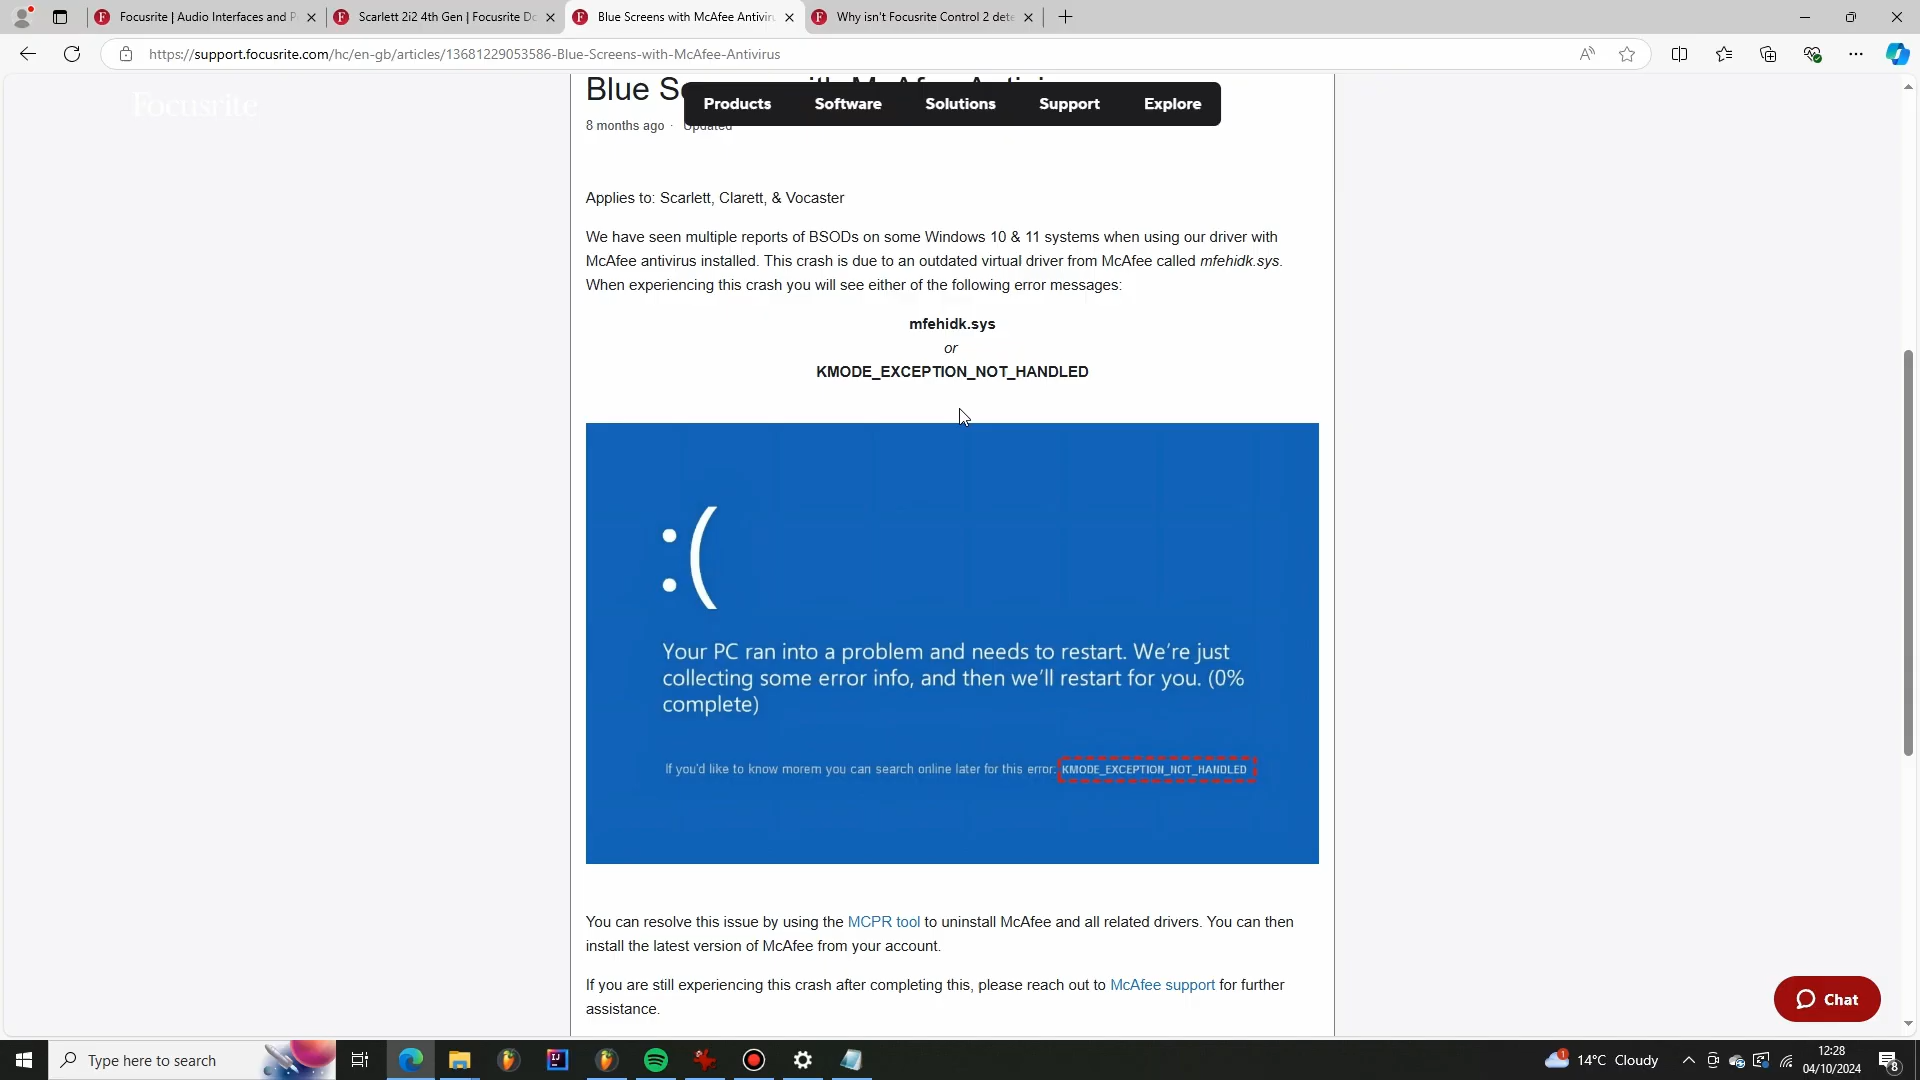 Focusrite | Audio Interfaces and P
Scarlett 2i2 4th Gen | Focusrite Do
Blue Screens with McAfee Antivir
Why isn't Focusrite Control 2 dete
https://support.focusrite.com/hc/en-gb/articles/13681229053586-Blue-Screens-with-McAfee-Antivirus
Focusrite
Products Software Solutions Support Explore
8 months ago · Updated
Applies to: Scarlett, Clarett, & Vocaster
We have seen multiple reports of BSODs on some Windows 10 & 11 systems when using our driver with
McAfee antivirus installed. This crash is due to an outdated virtual driver from McAfee called mfehidk.sys.
When experiencing this crash you will see either of the following error messages:
mfehidk.sys
or
KMODE_EXCEPTION_NOT_HANDLED
:(
Your PC ran into a problem and needs to restart. We're just
collecting some error info, and then we'll restart for you. (0%
complete)
If you'd like to know morem you can search online later for this error: KMODE_EXCEPTION_NOT_HANDLED
You can resolve this issue by using the MCPR tool to uninstall McAfee and all related drivers. You can then
install the latest version of McAfee from your account.
If you are still experiencing this crash after completing this, please reach out to McAfee support for further
assistance.
Chat
Type here to search
14°C Cloudy
12:28
04/10/2024
8